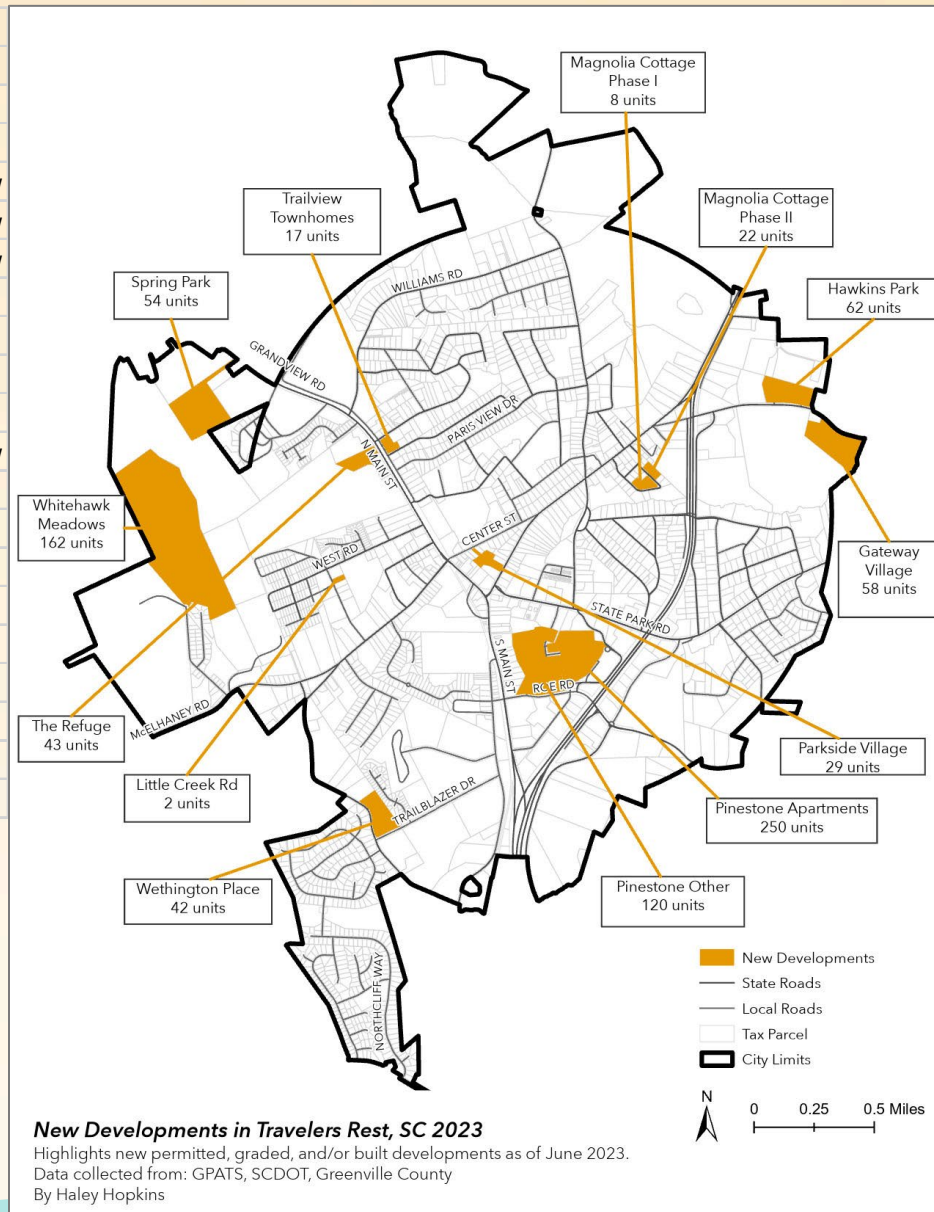 Magnolia Cottage
Phase I
8 units
Trailview
Townhomes
17 units
Magnolia Cottage
Phase II
22 units
Spring Park
54 units
Hawkins Park
62 units
WILLIAMS RD
GRANDVIEW RD
PARIS VIEW DR
N MAIN ST
Whitehawk
Meadows
162 units
WEST RD
CENTER ST
Gateway
Village
58 units
STATE PARK RD
S MAIN ST
ROE RD
McELHANEY RD
The Refuge
43 units
Little Creek Rd
2 units
Parkside Village
29 units
TRAILBLAZER DR
Pinestone Apartments
250 units
Wethington Place
42 units
Pinestone Other
120 units
NORTHCLIFF WAY
New Developments
State Roads
Local Roads
Tax Parcel
City Limits
N
0 0.25 0.5 Miles
New Developments in Travelers Rest, SC 2023
Highlights new permitted, graded, and/or built developments as of June 2023.
Data collected from: GPATS, SCDOT, Greenville County
By Haley Hopkins